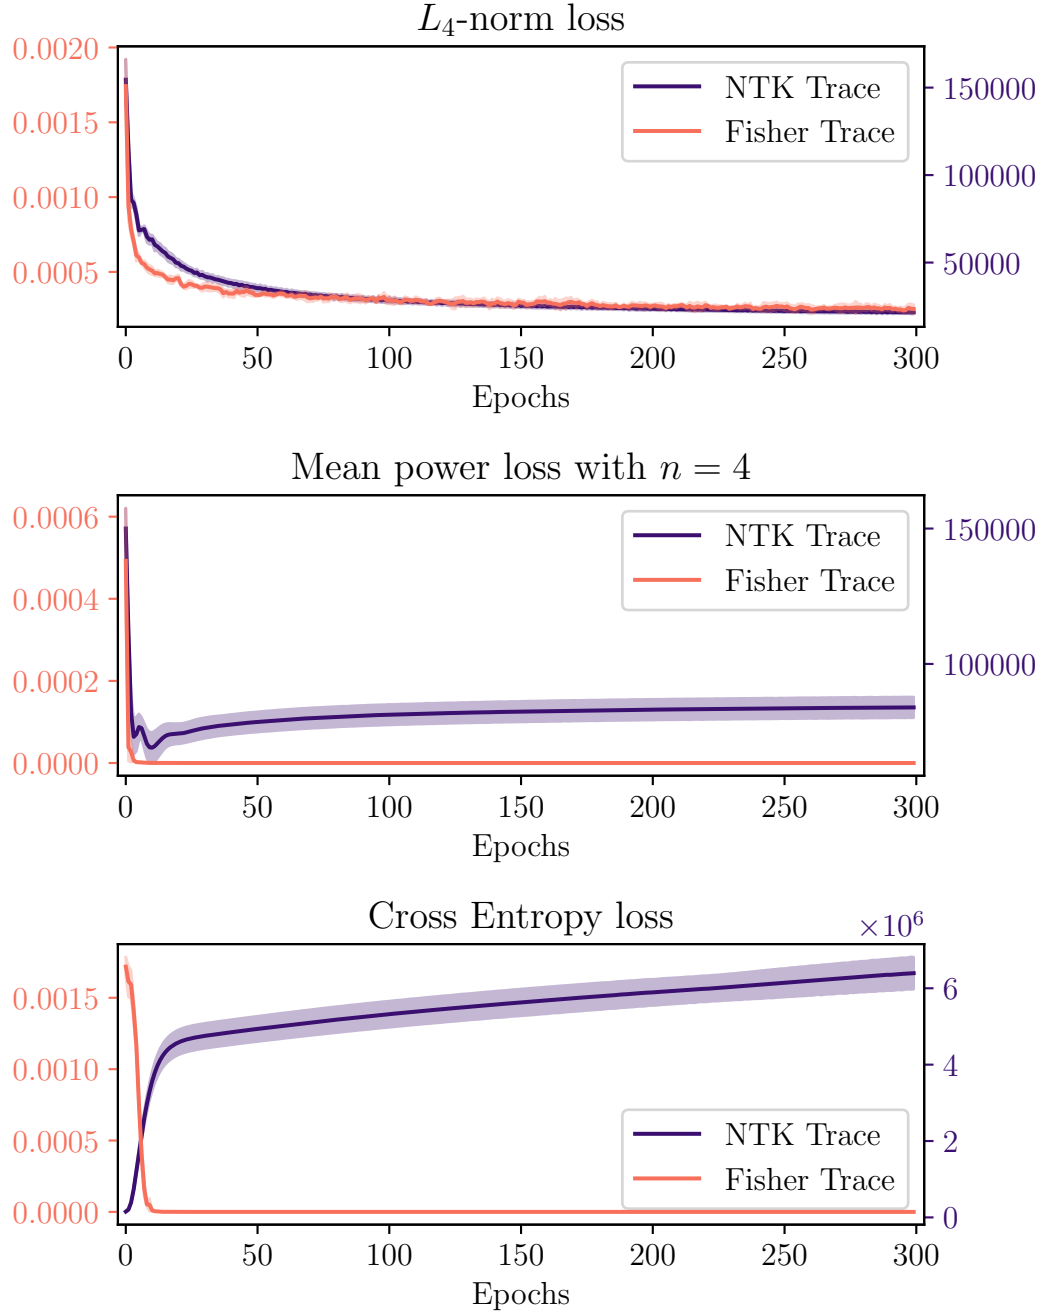 L₄-norm loss
0.0020
0.0015
0.0010
0.0005
150000
100000
50000
NTK Trace
Fisher Trace
0 50 100 150 200 250 300
Epochs
Mean power loss with n = 4
0.0006
0.0004
0.0002
0.0000
150000
100000
NTK Trace
Fisher Trace
0 50 100 150 200 250 300
Epochs
Cross Entropy loss
×10⁶
0.0015
0.0010
0.0005
0.0000
6
4
2
0
NTK Trace
Fisher Trace
0 50 100 150 200 250 300
Epochs